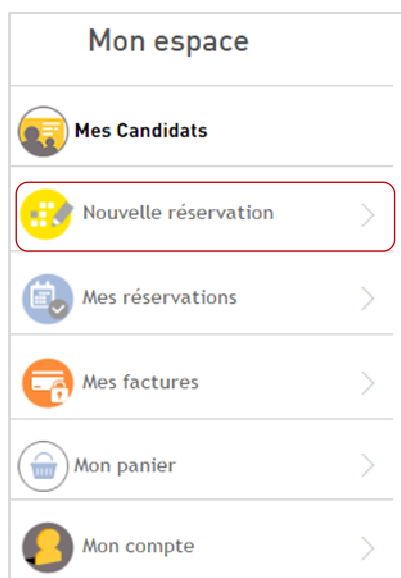 Mon espace
Mes Candidats
Nouvelle réservation
Mes réservations
Mes factures
Mon panier
Mon compte